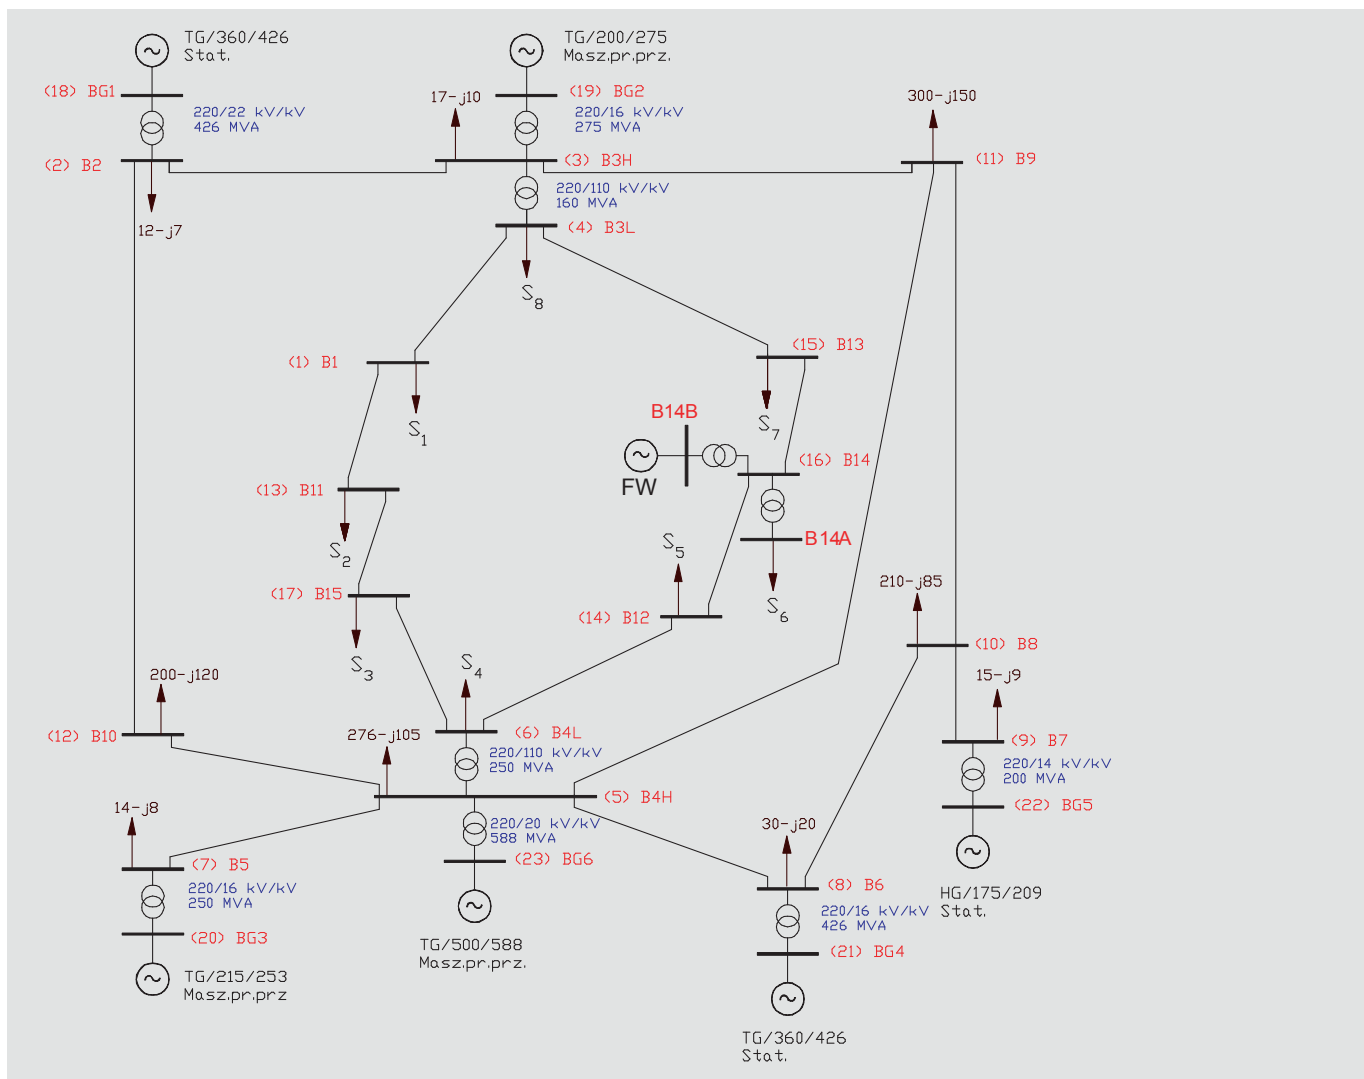 TG/360/426
Stat.
TG/200/275
Masz.pr.prz.
(18) BG1
220/22 kV/kV
426 MVA
17-j10
(19) BG2
220/16 kV/kV
275 MVA
300-j150
(2) B2
(3) B3H
(11) B9
220/110 kV/kV
160 MVA
12-j7
(4) B3L
S8
(1) B1
(15) B13
B14B
S1
S7
FW
(16) B14
(13) B11
S2
B14A
S5
(17) B15
S6
210-j85
(14) B12
S3
S4
(10) B8
200-j120
15-j9
(12) B10
276-j105
(6) B4L
220/110 kV/kV
250 MVA
(9) B7
220/14 kV/kV
200 MVA
14-j8
(5) B4H
(22) BG5
220/20 kV/kV
588 MVA
30-j20
(7) B5
(23) BG6
220/16 kV/kV
250 MVA
(8) B6
HG/175/209
Stat.
220/16 kV/kV
426 MVA
(20) BG3
TG/500/588
Masz.pr.prz.
(21) BG4
TG/215/253
Masz.pr.prz
TG/360/426
Stat.